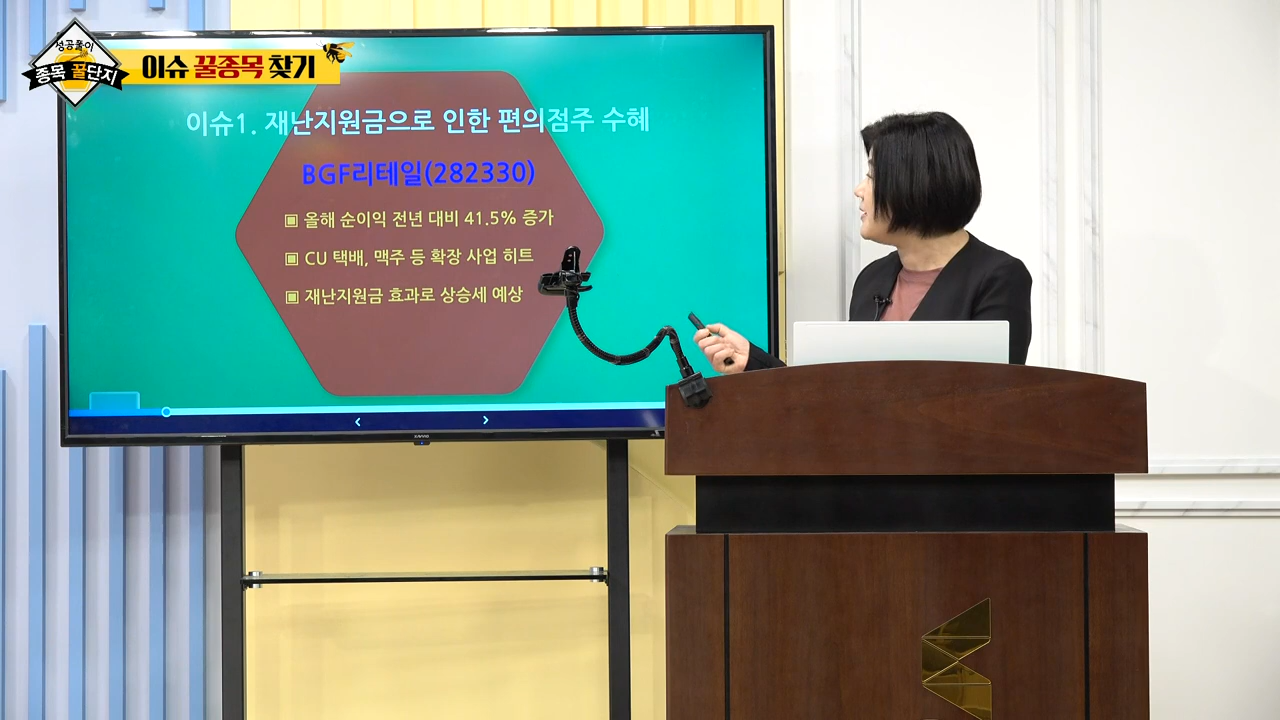 성공풀이
종목 꿀단지
이슈 꿀종목 찾기
이슈1. 재난지원금으로 인한 편의점주 수혜
BGF리테일(282330)
▣ 올해 순이익 전년 대비 41.5% 증가
▣ CU 택배, 맥주 등 확장 사업 히트
▣ 재난지원금 효과로 상승세 예상